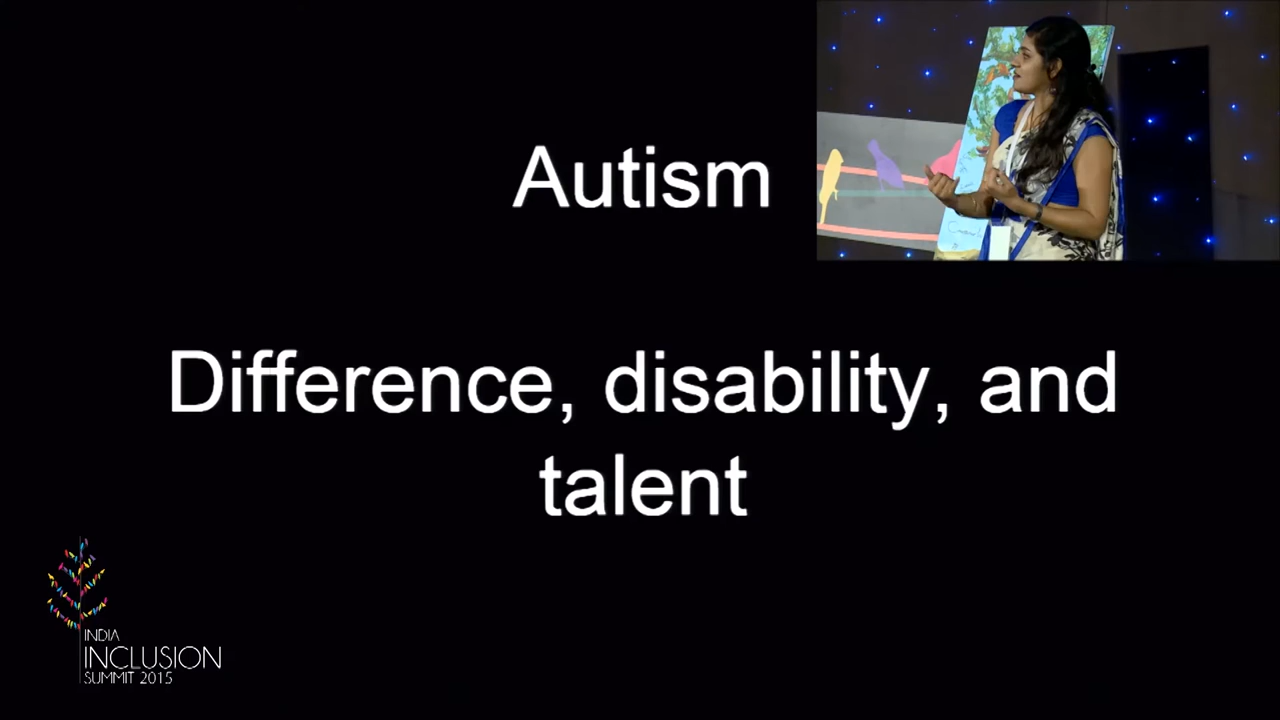 Autism
Difference, disability, and
talent
INDIA
INCLUSION
SUMMIT 2015